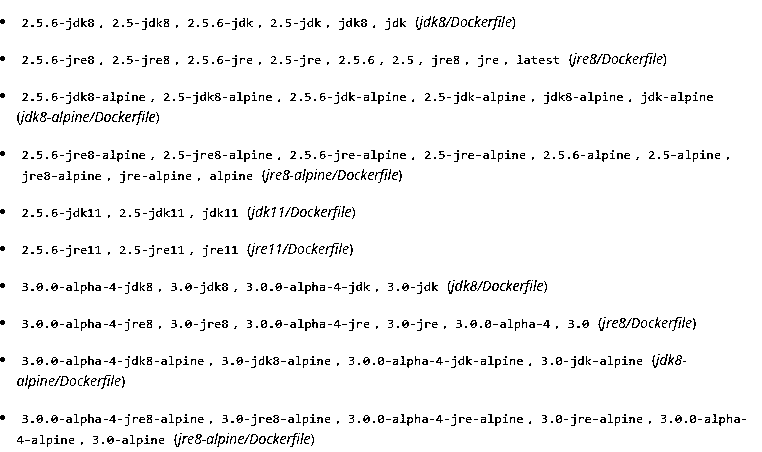 • 2.5.6-jdk8 , 2.5-jdk8 , 2.5.6-jdk , 2.5-jdk , jdk8 , jdk (jdk8/Dockerfile)
• 2.5.6-jre8 , 2.5-jre8 , 2.5.6-jre , 2.5-jre , 2.5.6 , 2.5 , jre8 , jre , latest (jre8/Dockerfile)
• 2.5.6-jdk8-alpine , 2.5-jdk8-alpine , 2.5.6-jdk-alpine , 2.5-jdk-alpine , jdk8-alpine , jdk-alpine
(jdk8-alpine/Dockerfile)
• 2.5.6-jre8-alpine , 2.5-jre8-alpine , 2.5.6-jre-alpine , 2.5-jre-alpine , 2.5.6-alpine , 2.5-alpine ,
jre8-alpine , jre-alpine , alpine (jre8-alpine/Dockerfile)
• 2.5.6-jdk11 , 2.5-jdk11 , jdk11 (jdk11/Dockerfile)
• 2.5.6-jre11 , 2.5-jre11 , jre11 (jre11/Dockerfile)
• 3.0.0-alpha-4-jdk8 , 3.0-jdk8 , 3.0.0-alpha-4-jdk , 3.0-jdk (jdk8/Dockerfile)
• 3.0.0-alpha-4-jre8 , 3.0-jre8 , 3.0.0-alpha-4-jre , 3.0-jre , 3.0.0-alpha-4 , 3.0 (jre8/Dockerfile)
• 3.0.0-alpha-4-jdk8-alpine , 3.0-jdk8-alpine , 3.0.0-alpha-4-jdk-alpine , 3.0-jdk-alpine (jdk8-
alpine/Dockerfile)
• 3.0.0-alpha-4-jre8-alpine , 3.0-jre8-alpine , 3.0.0-alpha-4-jre-alpine , 3.0-jre-alpine , 3.0.0-alpha-
4-alpine , 3.0-alpine (jre8-alpine/Dockerfile)